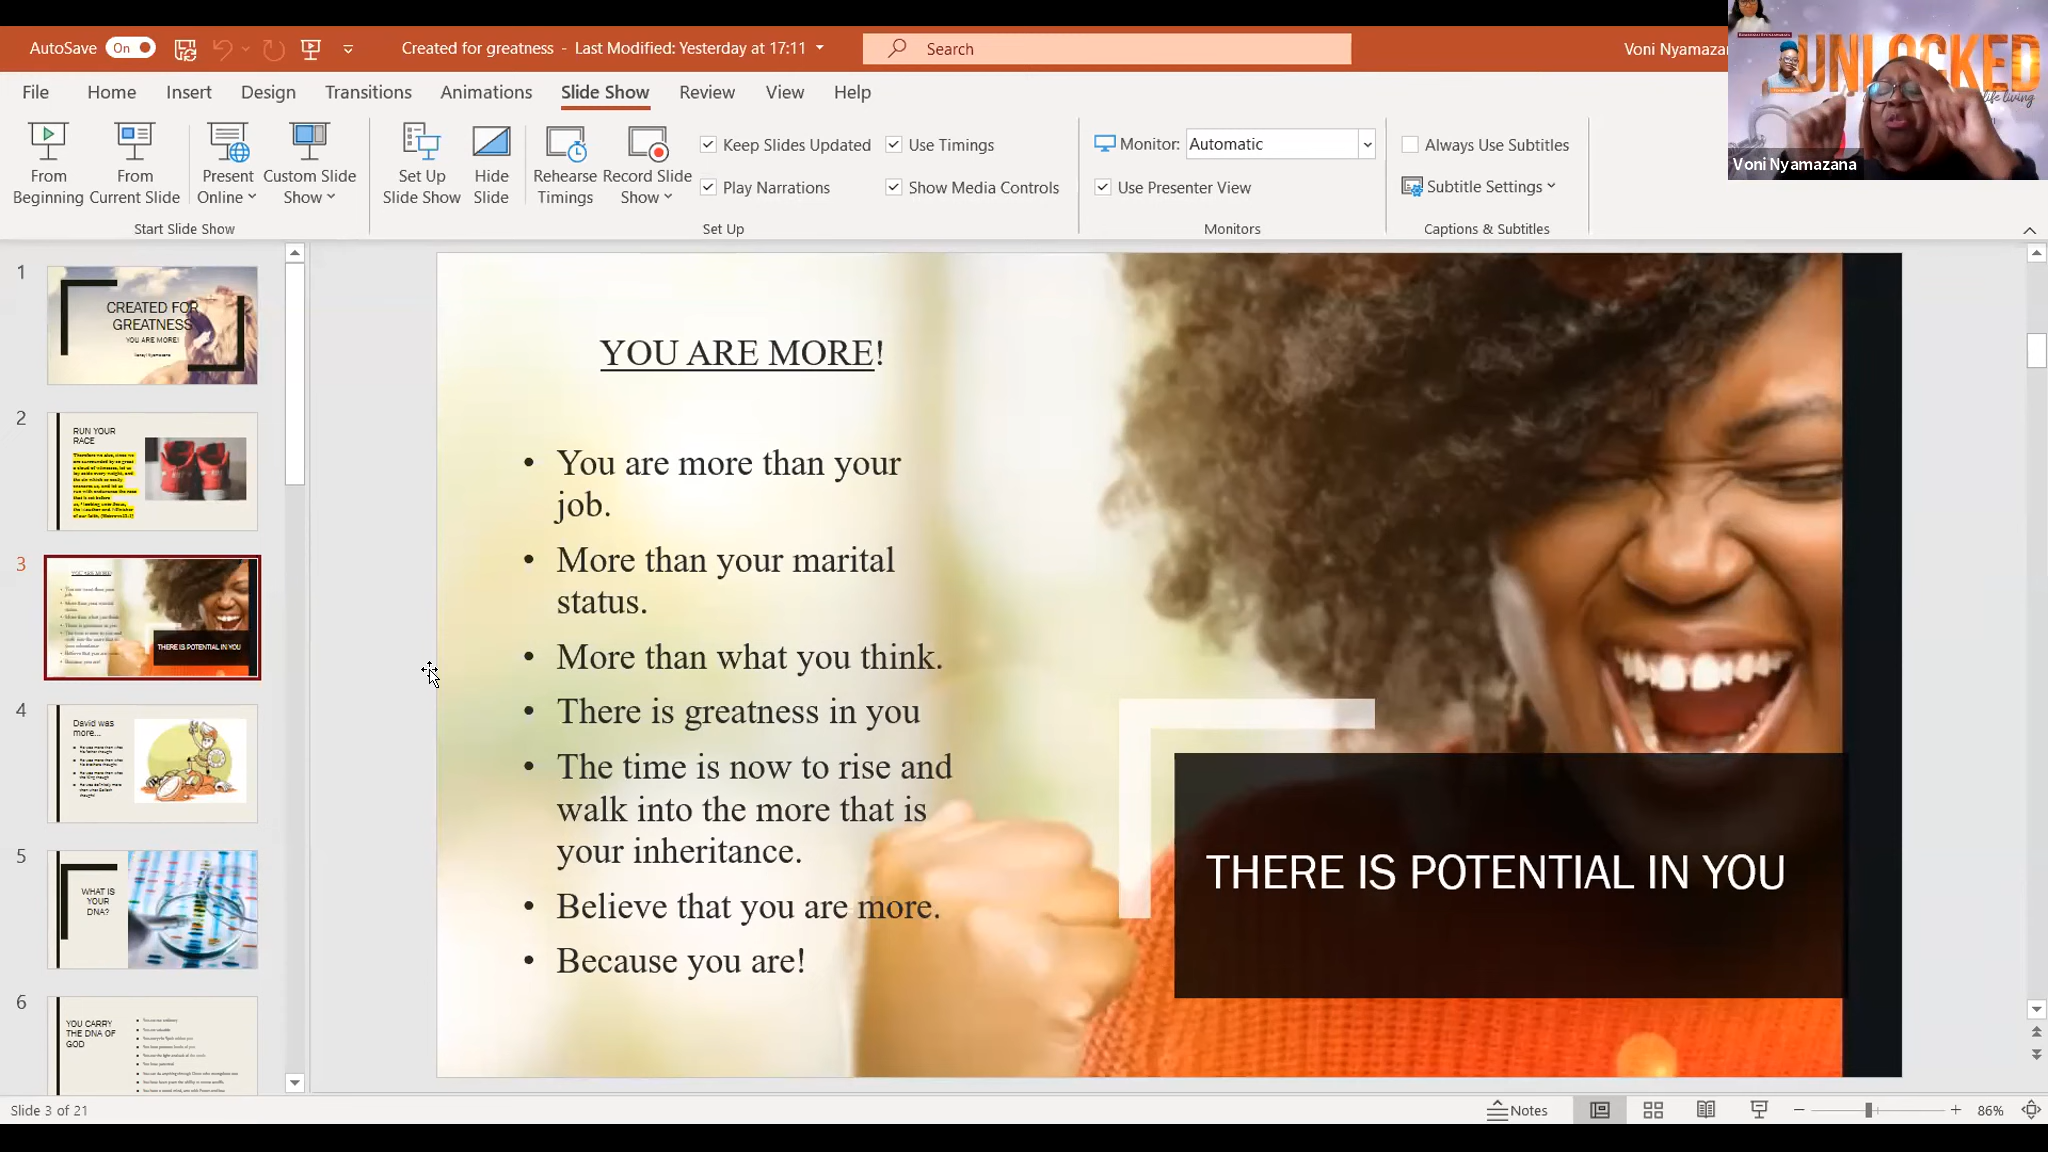 AutoSave On
Created for greatness - Last Modified: Yesterday at 17:11
Search
Voni Nyamazan
File Home Insert Design Transitions Animations Slide Show Review View Help
From Beginning
From Current Slide
Present Online
Custom Slide Show
Start Slide Show
Set Up Slide Show
Hide Slide
Rehearse Timings
Record Slide Show
Keep Slides Updated
Play Narrations
Use Timings
Show Media Controls
Set Up
Monitor: Automatic
Use Presenter View
Monitors
Always Use Subtitles
Subtitle Settings
Captions & Subtitles
UNLOCKED
life living
Voni Nyamazana
1
CREATED FOR
GREATNESS
YOU ARE MORE!
2
RUN YOUR
RACE
3
YOU ARE MORE!
THERE IS POTENTIAL IN YOU
4
David was
more...
5
WHAT IS
YOUR
DNA?
6
YOU CARRY
THE DNA OF
GOD
YOU ARE MORE!
• You are more than your
job.
• More than your marital
status.
• More than what you think.
• There is greatness in you
• The time is now to rise and
walk into the more that is
your inheritance.
• Believe that you are more.
• Because you are!
THERE IS POTENTIAL IN YOU
Slide 3 of 21
Notes
86%